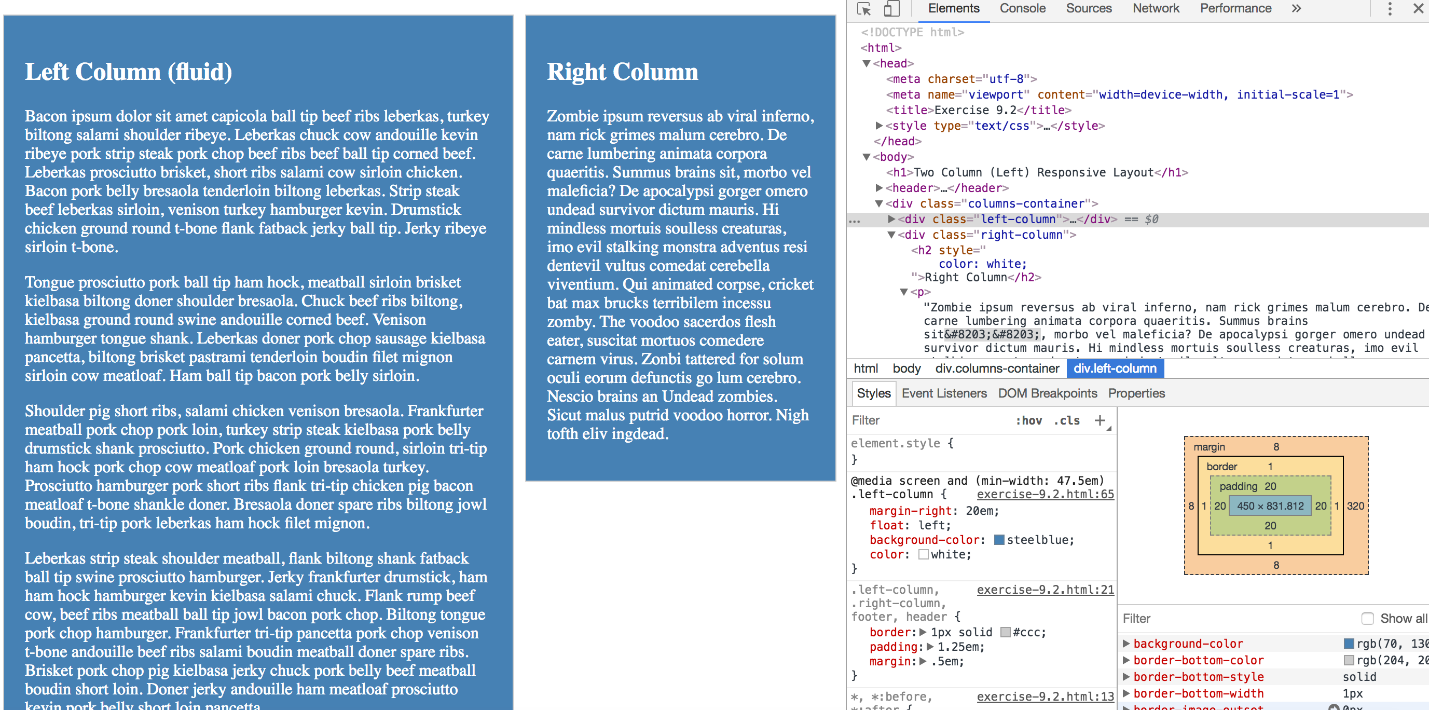 Left Column (fluid)
Bacon ipsum dolor sit amet capicola ball tip beef ribs leberkas, turkey
biltong salami shoulder ribeye. Leberkas chuck cow andouille kevin
ribeye pork strip steak pork chop beef ribs beef ball tip corned beef.
Leberkas prosciutto brisket, short ribs salami cow sirloin chicken.
Bacon pork belly bresaola tenderloin biltong leberkas. Strip steak
beef leberkas sirloin, venison turkey hamburger kevin. Drumstick
chicken ground round t-bone flank fatback jerky ball tip. Jerky ribeye
sirloin t-bone.
Tongue prosciutto pork ball tip ham hock, meatball sirloin brisket
kielbasa biltong doner shoulder bresaola. Chuck beef ribs biltong,
kielbasa ground round swine andouille corned beef. Venison
hamburger tongue shank. Leberkas doner pork chop sausage kielbasa
pancetta, biltong brisket pastrami tenderloin boudin filet mignon
sirloin cow meatloaf. Ham ball tip bacon pork belly sirloin.
Shoulder pig short ribs, salami chicken venison bresaola. Frankfurter
meatball pork chop pork loin, turkey strip steak kielbasa pork belly
drumstick shank prosciutto. Pork chicken ground round, sirloin tri-tip
ham hock pork chop cow meatloaf pork loin bresaola turkey.
Prosciutto hamburger pork short ribs flank tri-tip chicken pig bacon
meatloaf t-bone shankle doner. Bresaola doner spare ribs biltong jowl
boudin, tri-tip pork leberkas ham hock filet mignon.
Leberkas strip steak shoulder meatball, flank biltong shank fatback
ball tip swine prosciutto hamburger. Jerky frankfurter drumstick, ham
ham hock hamburger kevin kielbasa salami chuck. Flank rump beef
cow, beef ribs meatball ball tip jowl bacon pork chop. Biltong tongue
pork chop hamburger. Frankfurter tri-tip pancetta pork chop venison
t-bone andouille beef ribs salami boudin meatball doner spare ribs.
Brisket pork chop pig kielbasa jerky chuck pork belly beef meatball
boudin short loin. Doner jerky andouille ham meatloaf prosciutto
kevin pork belly short loin pancetta
Right Column
Zombie ipsum reversus ab viral inferno,
nam rick grimes malum cerebro. De
carne lumbering animata corpora
quaeritis. Summus brains sit, morbo vel
maleficia? De apocalypsi gorger omero
undead survivor dictum mauris. Hi
mindless mortuis soulless creaturas,
imo evil stalking monstra adventus resi
dentevil vultus comedat cerebella
viventium. Qui animated corpse, cricket
bat max brucks terribilem incessu
zomby. The voodoo sacerdos flesh
eater, suscitat mortuos comedere
carnem virus. Zonbi tattered for solum
oculi eorum defunctis go lum cerebro.
Nescio brains an Undead zombies.
Sicut malus putrid voodoo horror. Nigh
tofth eliv ingdead.
Elements Console Sources Network Performance »
<!DOCTYPE html>
<html>
<head>
<meta charset="utf-8">
<meta name="viewport" content="width=device-width, initial-scale=1">
<title>Exercise 9.2</title>
<style type="text/css">…</style>
</head>
<body>
<h1>Two Column (Left) Responsive Layout</h1>
<header>…</header>
<div class="columns-container">
… <div class="left-column">…</div> == $0
<div class="right-column">
<h2 style="
color: white;
">Right Column</h2>
<p>
"Zombie ipsum reversus ab viral inferno, nam rick grimes malum cerebro. De
carne lumbering animata corpora quaeritis. Summus brains
sit&#8203;&#8203;, morbo vel maleficia? De apocalypsi gorger omero undead
survivor dictum mauris. Hi mindless mortuis soulless creaturas, imo evil
html body div.columns-container div.left-column
Styles Event Listeners DOM Breakpoints Properties
Filter :hov .cls +
element.style {
}
@media screen and (min-width: 47.5em)
.left-column { exercise-9.2.html:65
margin-right: 20em;
float: left;
background-color: steelblue;
color: white;
}
.left-column, exercise-9.2.html:21
.right-column,
footer, header {
border: 1px solid #ccc;
padding: 1.25em;
margin: .5em;
}
*, *:before, exercise-9.2.html:13
*:after {
margin 8
border 1
padding 20
8 1 20 450 × 831.812 20 1 320
20
1
8
Filter Show all
background-color rgb(70, 130
border-bottom-color rgb(204, 20
border-bottom-style solid
border-bottom-width 1px
border-image-outset 0px